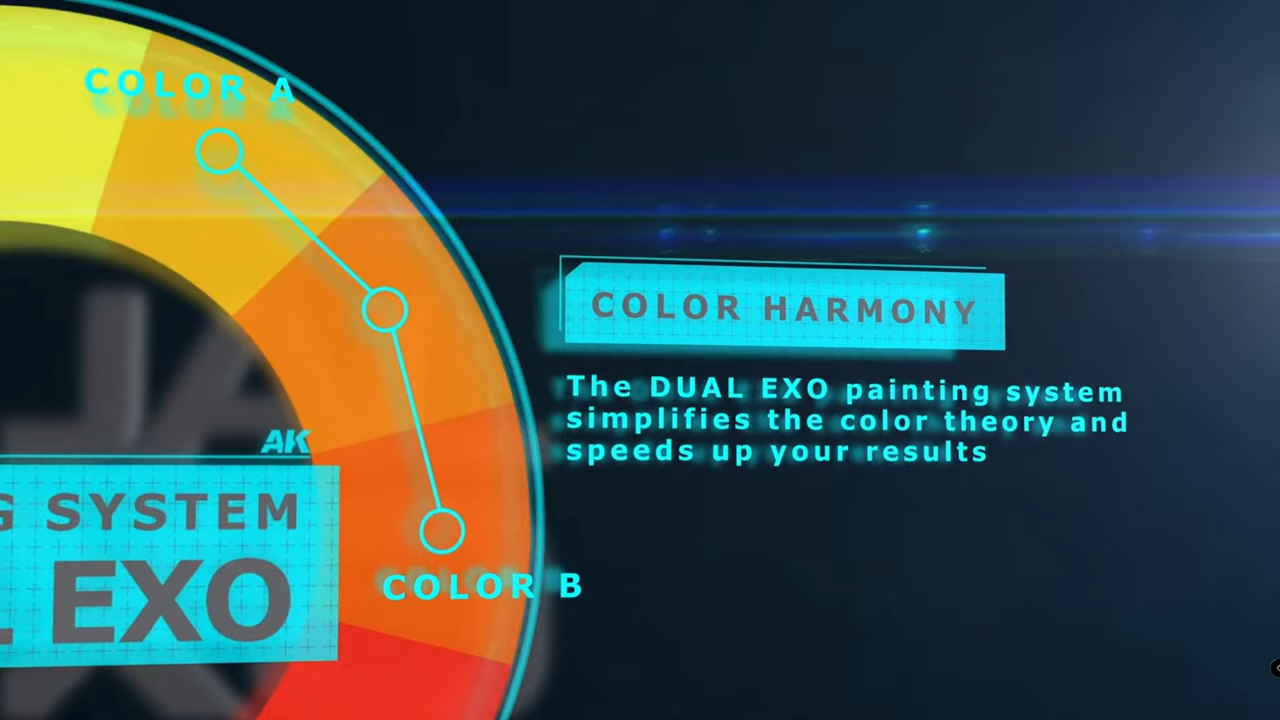 COLOR A
COLOR HARMONY
The DUAL EXO painting system
simplifies the color theory and
speeds up your results
AK
SYSTEM
EXO
COLOR B